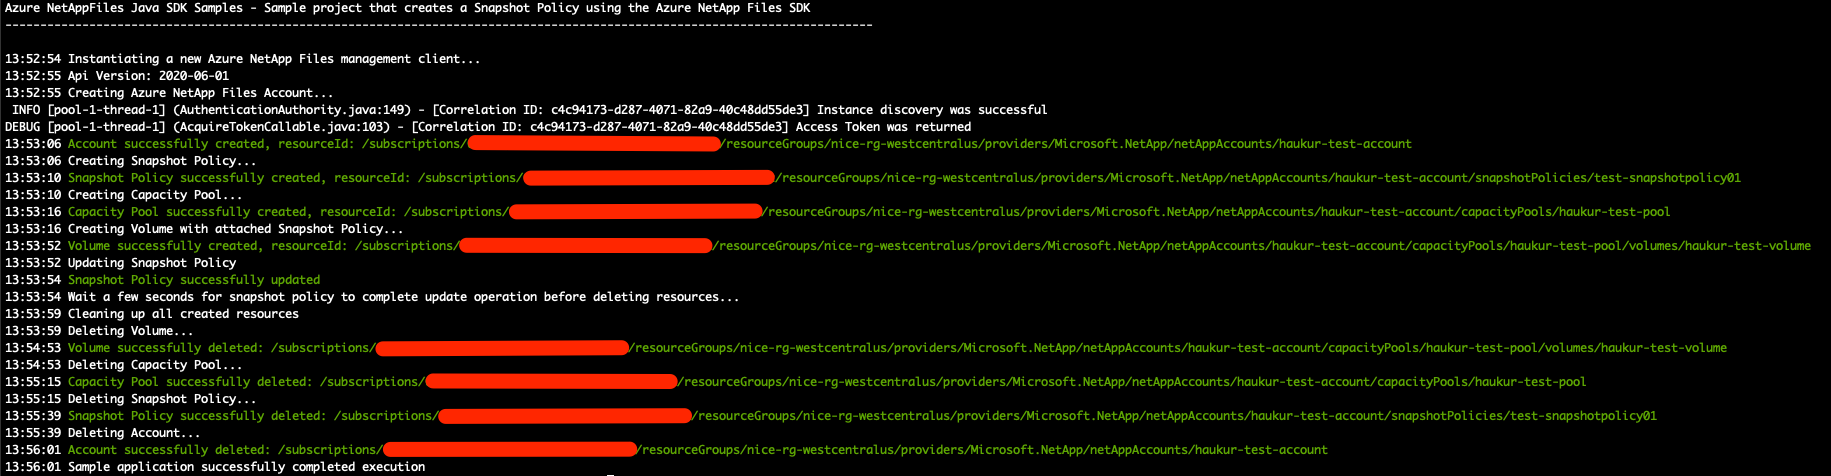 Azure NetAppFiles Java SDK Samples - Sample project that creates a Snapshot Policy using the Azure NetApp Files SDK
----------------------------------------------------------------------------------------------------------------------------
13:52:54 Instantiating a new Azure NetApp Files management client...
13:52:55 Api Version: 2020-06-01
13:52:55 Creating Azure NetApp Files Account...
 INFO [pool-1-thread-1] (AuthenticationAuthority.java:149) - [Correlation ID: c4c94173-d287-4071-82a9-40c48dd55de3] Instance discovery was successful
DEBUG [pool-1-thread-1] (AcquireTokenCallable.java:103) - [Correlation ID: c4c94173-d287-4071-82a9-40c48dd55de3] Access Token was returned
13:53:06 Account successfully created, resourceId: /subscriptions/ /resourceGroups/nice-rg-westcentralus/providers/Microsoft.NetApp/netAppAccounts/haukur-test-account
13:53:06 Creating Snapshot Policy...
13:53:10 Snapshot Policy successfully created, resourceId: /subscriptions/ /resourceGroups/nice-rg-westcentralus/providers/Microsoft.NetApp/netAppAccounts/haukur-test-account/snapshotPolicies/test-snapshotpolicy01
13:53:10 Creating Capacity Pool...
13:53:16 Capacity Pool successfully created, resourceId: /subscriptions/ /resourceGroups/nice-rg-westcentralus/providers/Microsoft.NetApp/netAppAccounts/haukur-test-account/capacityPools/haukur-test-pool
13:53:16 Creating Volume with attached Snapshot Policy...
13:53:52 Volume successfully created, resourceId: /subscriptions/ /resourceGroups/nice-rg-westcentralus/providers/Microsoft.NetApp/netAppAccounts/haukur-test-account/capacityPools/haukur-test-pool/volumes/haukur-test-volume
13:53:52 Updating Snapshot Policy
13:53:54 Snapshot Policy successfully updated
13:53:54 Wait a few seconds for snapshot policy to complete update operation before deleting resources...
13:53:59 Cleaning up all created resources
13:53:59 Deleting Volume...
13:54:53 Volume successfully deleted: /subscriptions/ /resourceGroups/nice-rg-westcentralus/providers/Microsoft.NetApp/netAppAccounts/haukur-test-account/capacityPools/haukur-test-pool/volumes/haukur-test-volume
13:54:53 Deleting Capacity Pool...
13:55:15 Capacity Pool successfully deleted: /subscriptions/ /resourceGroups/nice-rg-westcentralus/providers/Microsoft.NetApp/netAppAccounts/haukur-test-account/capacityPools/haukur-test-pool
13:55:15 Deleting Snapshot Policy...
13:55:39 Snapshot Policy successfully deleted: /subscriptions/ /resourceGroups/nice-rg-westcentralus/providers/Microsoft.NetApp/netAppAccounts/haukur-test-account/snapshotPolicies/test-snapshotpolicy01
13:55:39 Deleting Account...
13:56:01 Account successfully deleted: /subscriptions/ /resourceGroups/nice-rg-westcentralus/providers/Microsoft.NetApp/netAppAccounts/haukur-test-account
13:56:01 Sample application successfully completed execution